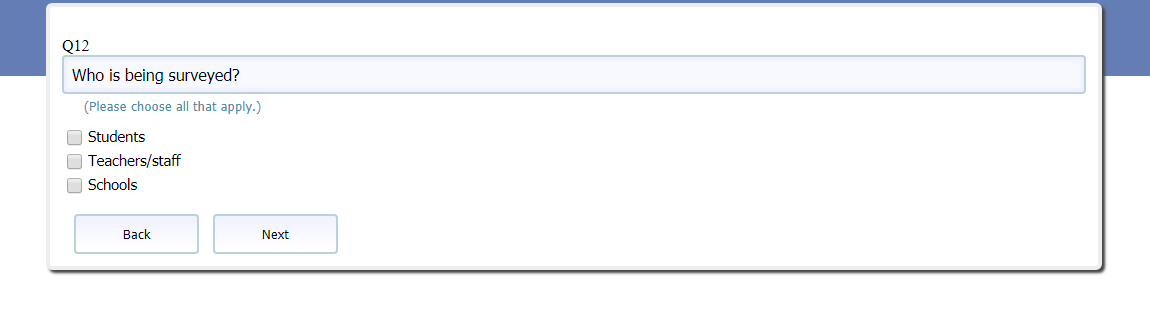 Q12
Who is being surveyed?
(Please choose all that apply.)
Students
Teachers/staff
Schools
Back Next